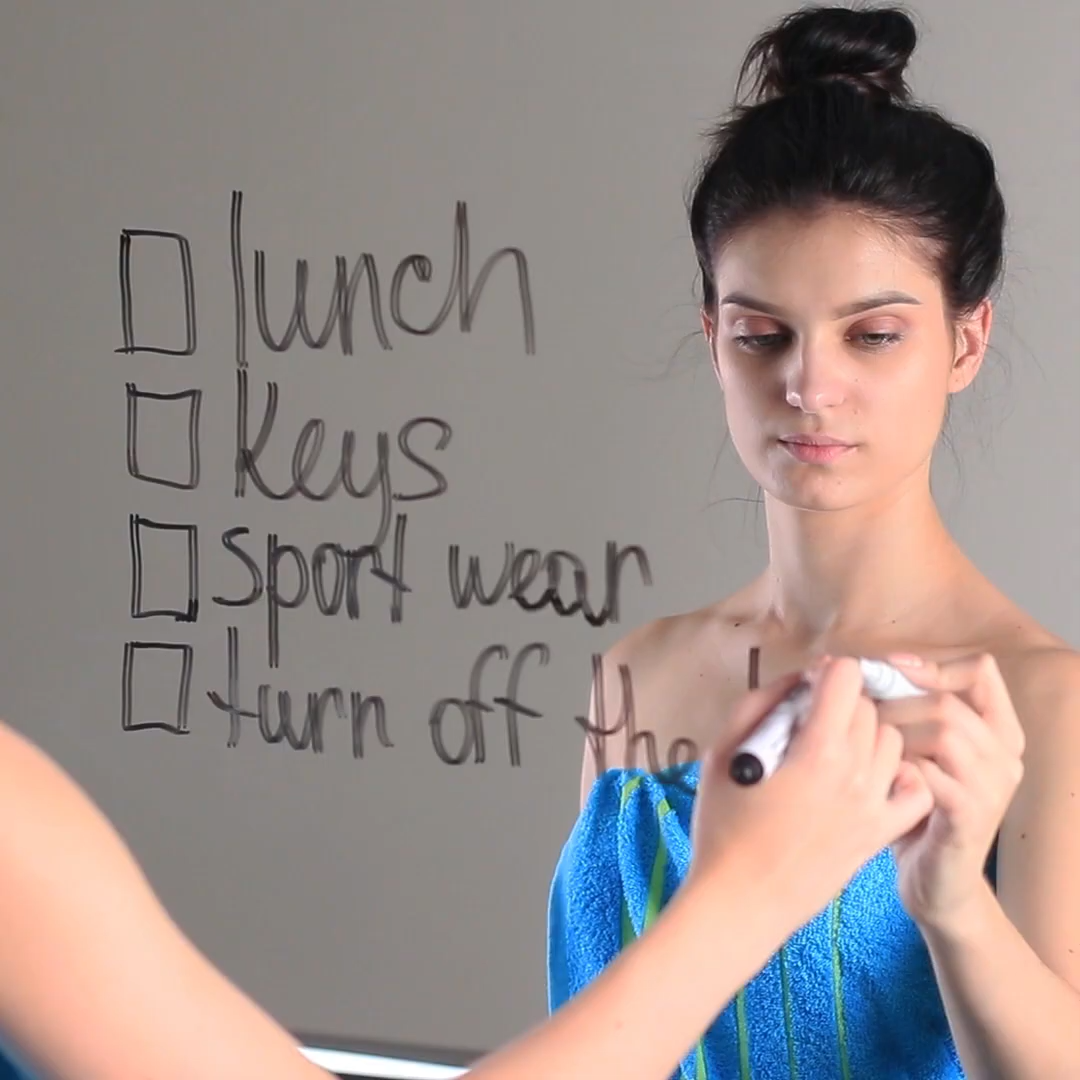 lunch
keys
sport wear
turn off the